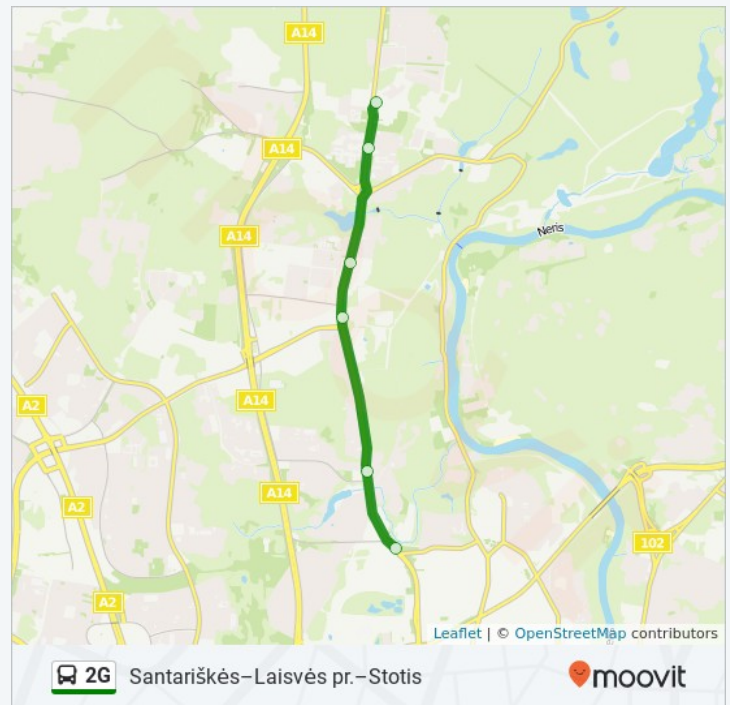 A14
A14
A14
Neris
A2
A14
A14
A2
102
A2
Leaflet | © OpenStreetMap contributors
2G Santariškės–Laisvės pr.–Stotis
moovit